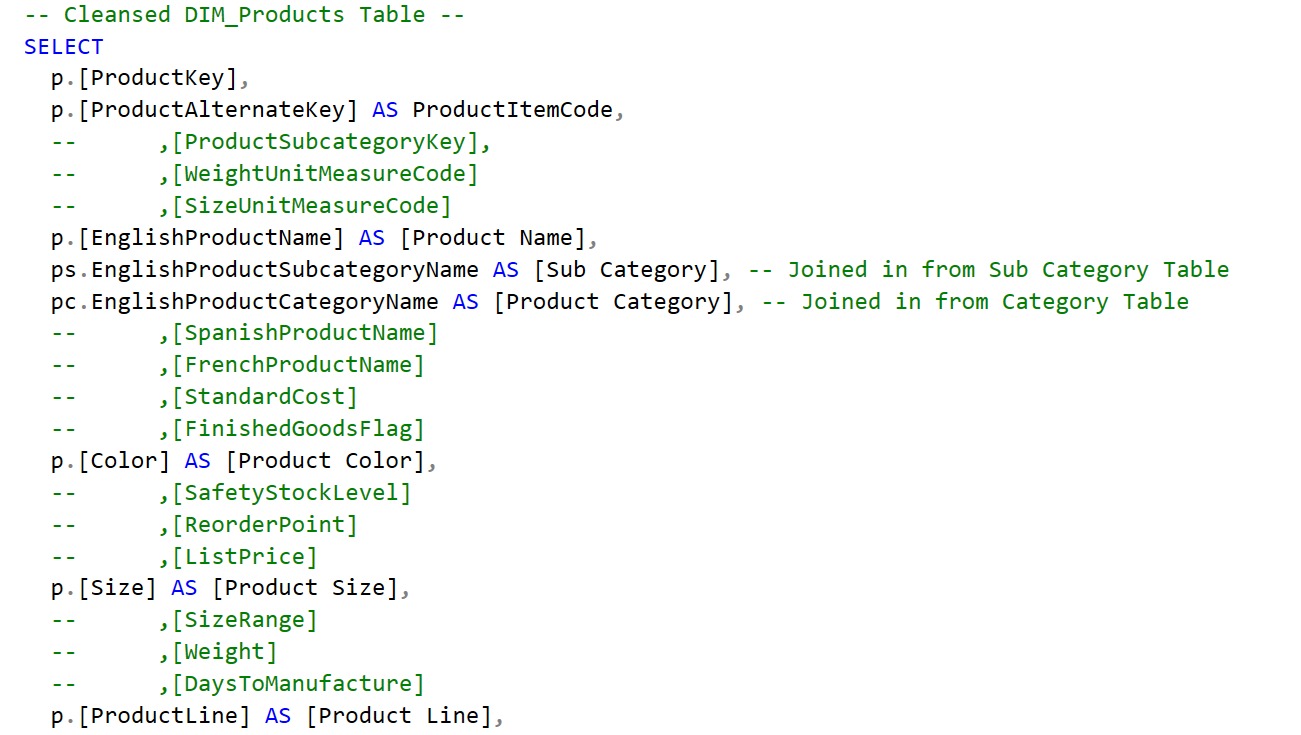 -- Cleansed DIM_Products Table --
SELECT
p.[ProductKey],
p.[ProductAlternateKey] AS ProductItemCode,
-- ,[ProductSubcategoryKey],
-- ,[WeightUnitMeasureCode]
-- ,[SizeUnitMeasureCode]
p.[EnglishProductName] AS [Product Name],
ps.EnglishProductSubcategoryName AS [Sub Category], -- Joined in from Sub Category Table
pc.EnglishProductCategoryName AS [Product Category], -- Joined in from Category Table
-- ,[SpanishProductName]
-- ,[FrenchProductName]
-- ,[StandardCost]
-- ,[FinishedGoodsFlag]
p.[Color] AS [Product Color],
-- ,[SafetyStockLevel]
-- ,[ReorderPoint]
-- ,[ListPrice]
p.[Size] AS [Product Size],
-- ,[SizeRange]
-- ,[Weight]
-- ,[DaysToManufacture]
p.[ProductLine] AS [Product Line],